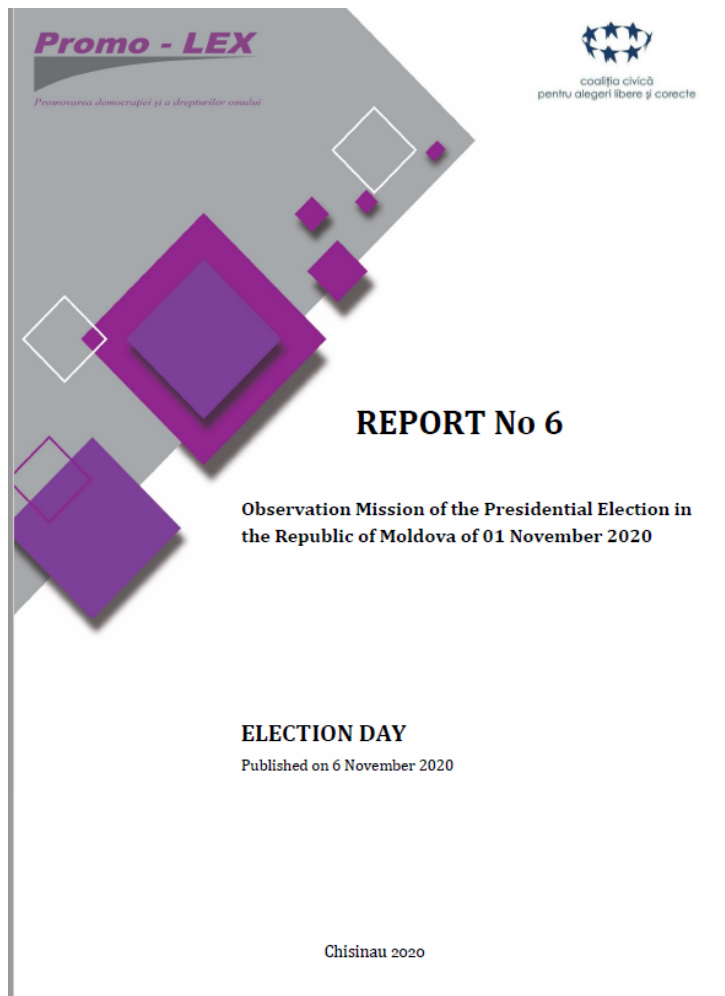 Promo - LEX
Promovarea democrației și a drepturilor omului
coaliția civică
pentru alegeri libere și corecte
REPORT No 6
Observation Mission of the Presidential Election in
the Republic of Moldova of 01 November 2020
ELECTION DAY
Published on 6 November 2020
Chisinau 2020